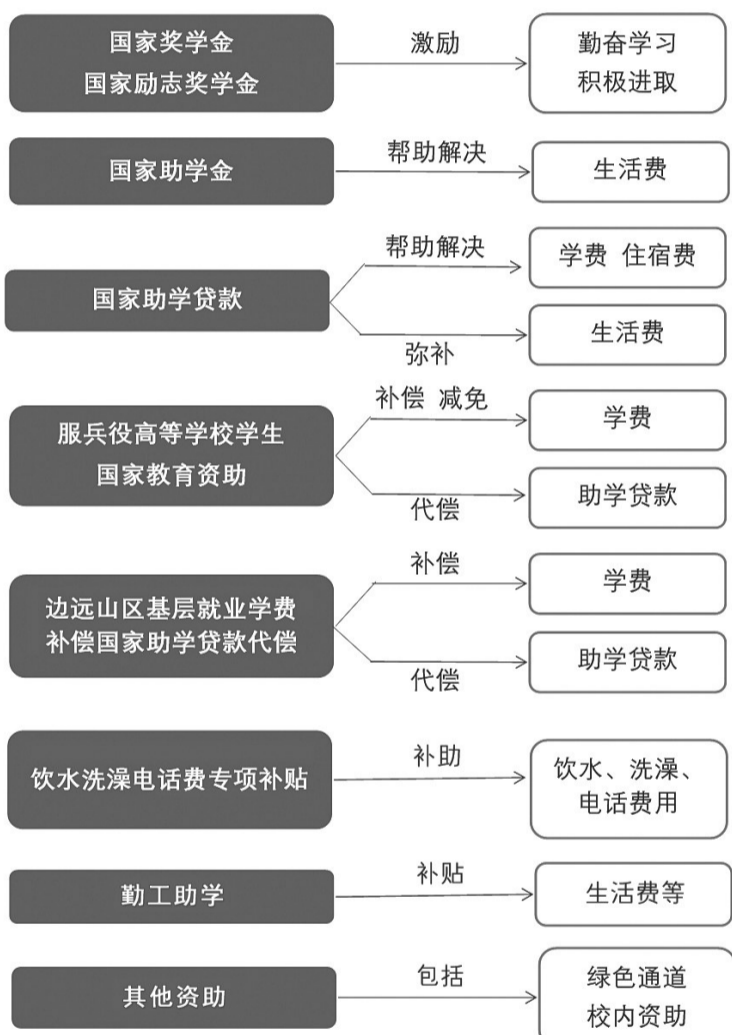 国家奖学金
国家励志奖学金
激励
勤奋学习
积极进取
国家助学金
帮助解决
生活费
国家助学贷款
帮助解决
学费 住宿费
弥补
生活费
服兵役高等学校学生
国家教育资助
补偿 减免
学费
代偿
助学贷款
边远山区基层就业学费
补偿国家助学贷款代偿
补偿
学费
代偿
助学贷款
饮水洗澡电话费专项补贴
补助
饮水、洗澡、
电话费用
勤工助学
补贴
生活费等
其他资助
包括
绿色通道
校内资助